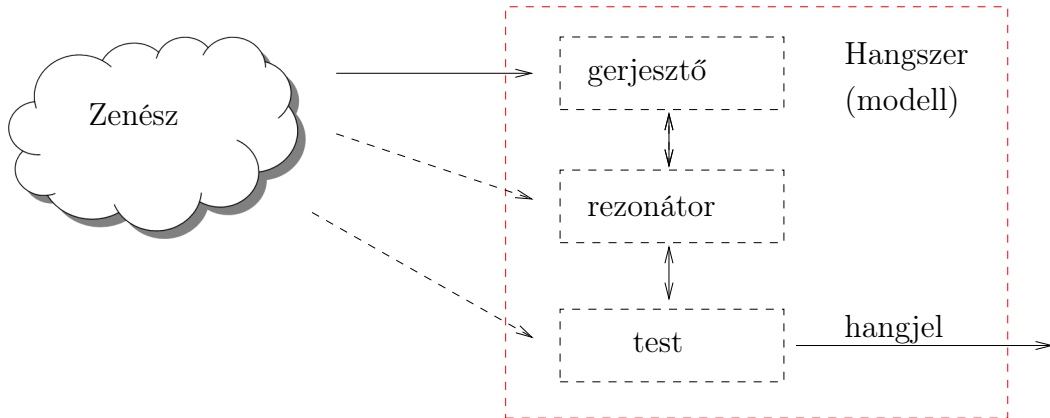 Zenész
gerjesztő
rezonátor
test
Hangszer
(modell)
hangjel